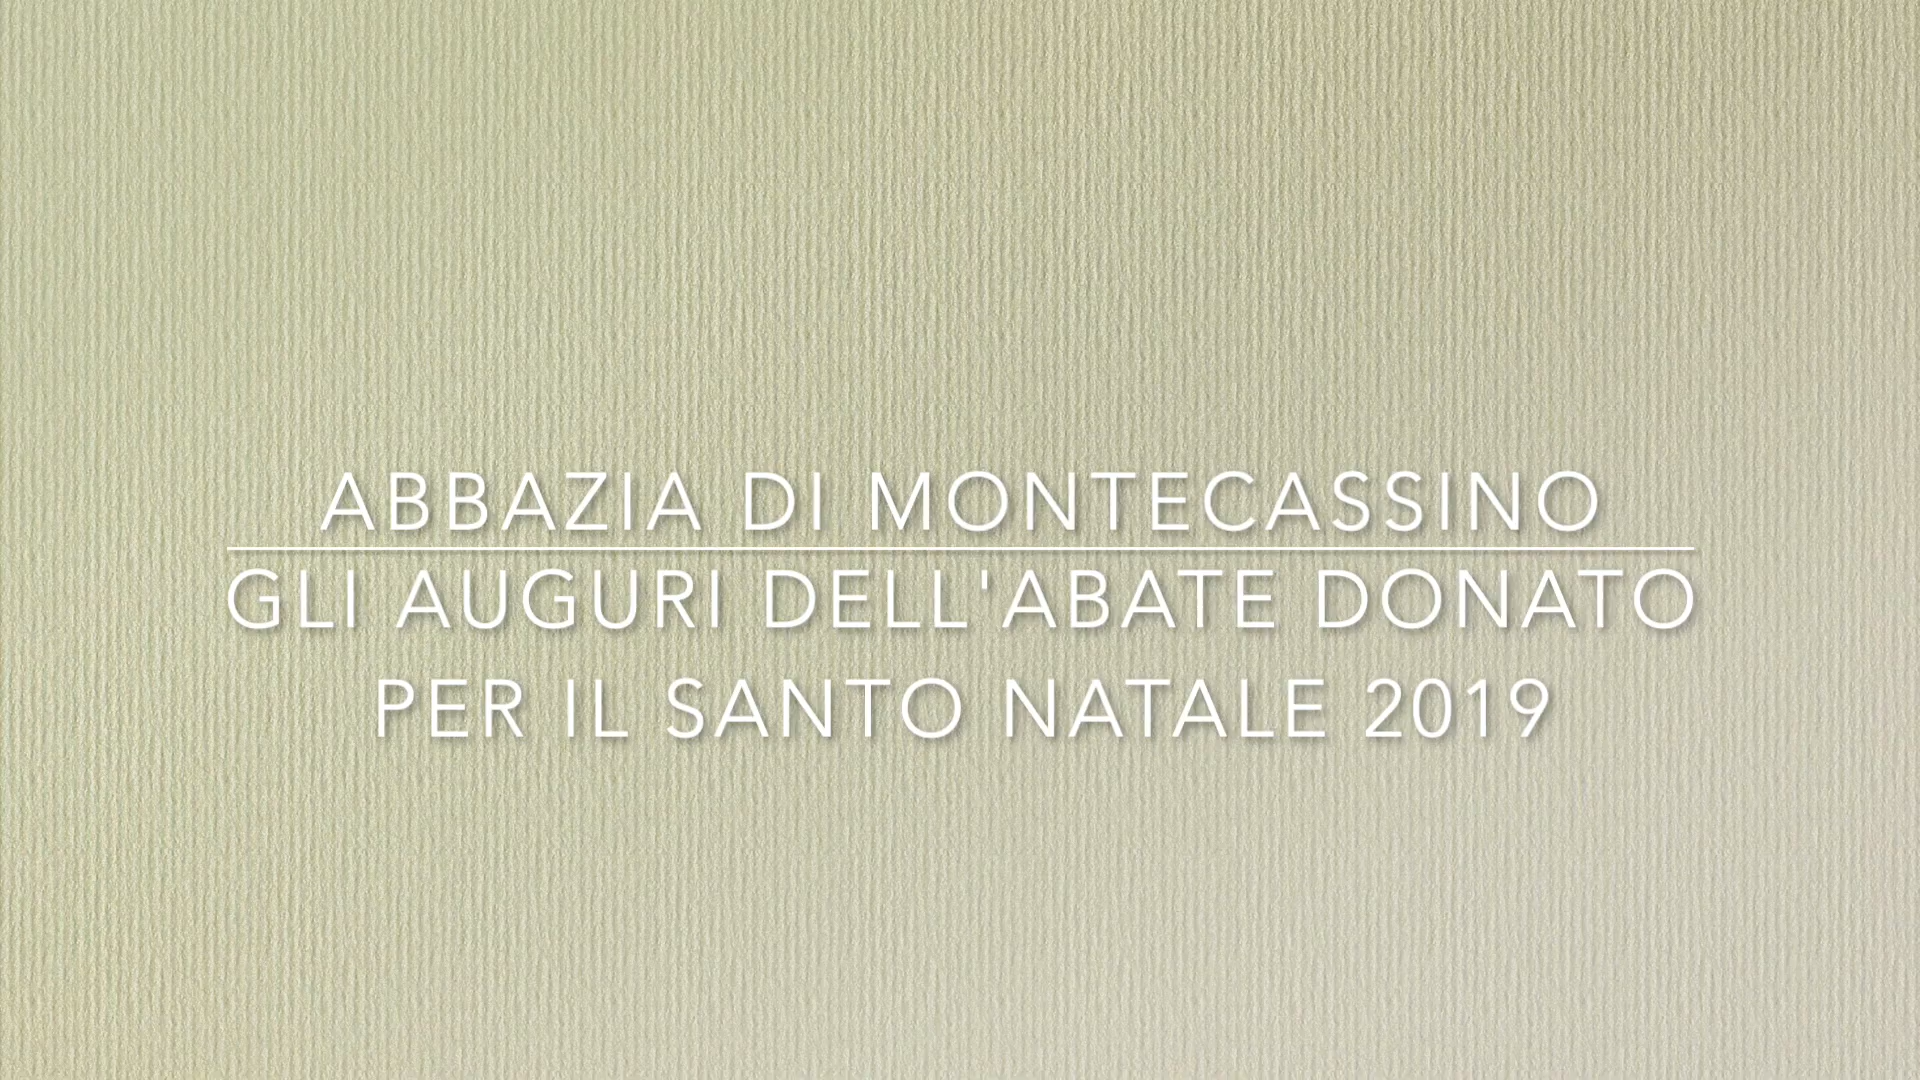 ABBAZIA DI MONTECASSINO
GLI AUGURI DELL'ABATE DONATO
PER IL SANTO NATALE 2019